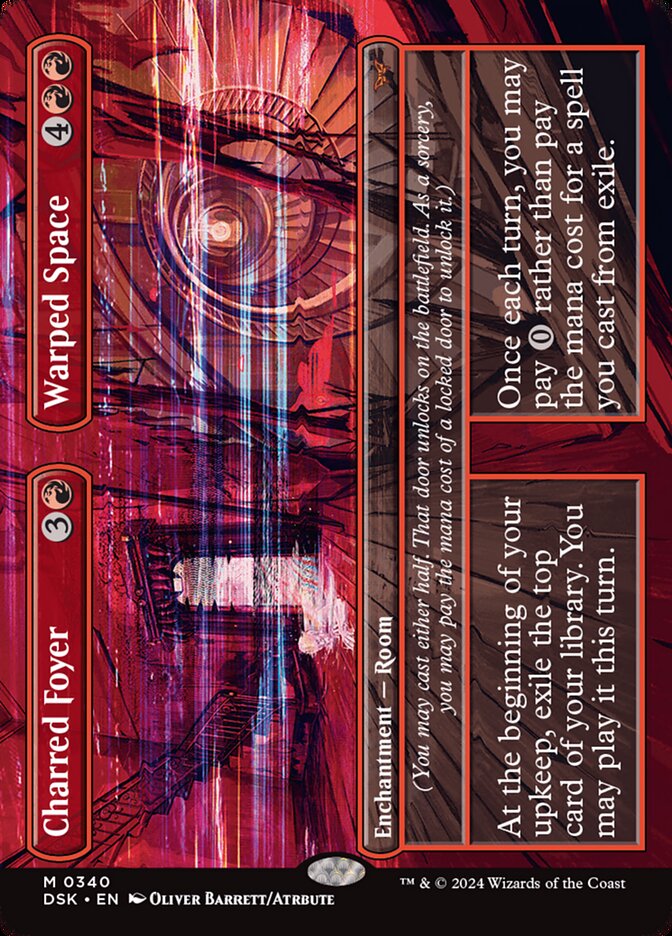 Charred Foyer 3
Warped Space 4
Enchantment — Room
(You may cast either half. That door unlocks on the battlefield. As a sorcery,
you may pay the mana cost of a locked door to unlock it.)
At the beginning of your
upkeep, exile the top
card of your library. You
may play it this turn.
Once each turn, you may
pay 0 rather than pay
the mana cost for a spell
you cast from exile.
M 0340
DSK • EN Oliver Barrett/Atrbute
™ & © 2024 Wizards of the Coast